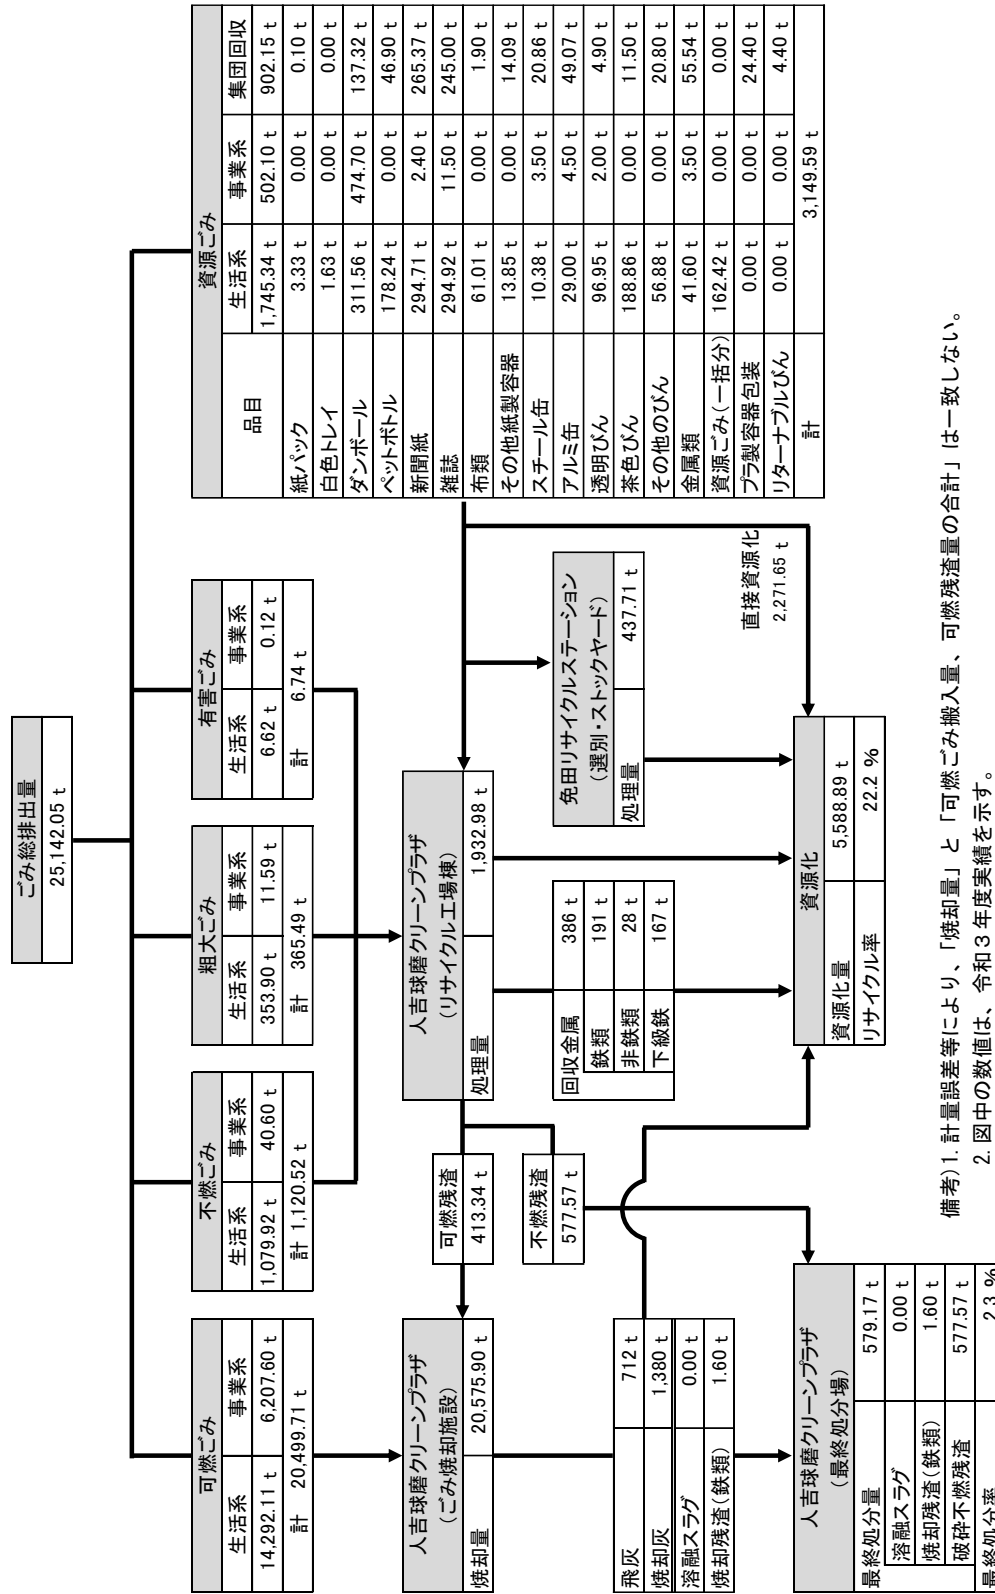 ごみ総排出量
25,142.05 t
可燃ごみ
生活系 事業系
14,292.11 t 6,207.60 t
計 20,499.71 t
不燃ごみ
生活系 事業系
1,079.92 t 40.60 t
計 1,120.52 t
粗大ごみ
生活系 事業系
353.90 t 11.59 t
計 365.49 t
有害ごみ
生活系 事業系
6.62 t 0.12 t
計 6.74 t
資源ごみ
品目 生活系 事業系 集団回収
1,745.34 t 502.10 t 902.15 t
紙パック 3.33 t 0.00 t 0.10 t
白色トレイ 1.63 t 0.00 t 0.00 t
ダンボール 311.56 t 474.70 t 137.32 t
ペットボトル 178.24 t 0.00 t 46.90 t
新聞紙 294.71 t 2.40 t 265.37 t
雑誌 294.92 t 11.50 t 245.00 t
布類 61.01 t 0.00 t 1.90 t
その他紙製容器 13.85 t 0.00 t 14.09 t
スチール缶 10.38 t 3.50 t 20.86 t
アルミ缶 29.00 t 4.50 t 49.07 t
透明びん 96.95 t 2.00 t 4.90 t
茶色びん 188.86 t 0.00 t 11.50 t
その他のびん 56.88 t 0.00 t 20.80 t
金属類 41.60 t 3.50 t 55.54 t
資源ごみ(一括分) 162.42 t 0.00 t 0.00 t
プラ製容器包装 0.00 t 0.00 t 24.40 t
リターナブルびん 0.00 t 0.00 t 4.40 t
計 3,149.59 t
人吉球磨クリーンプラザ
(ごみ焼却施設)
焼却量 20,575.90 t
可燃残渣
413.34 t
不燃残渣
577.57 t
人吉球磨クリーンプラザ
(リサイクル工場棟)
処理量 1,932.98 t
回収金属 386 t
鉄類 191 t
非鉄類 28 t
下級鉄 167 t
免田リサイクルステーション
(選別・ストックヤード)
処理量 437.71 t
直接資源化
2,271.65 t
飛灰 712 t
焼却灰 1,380 t
溶融スラグ 0.00 t
焼却残渣(鉄類) 1.60 t
人吉球磨クリーンプラザ
(最終処分場)
最終処分量 579.17 t
溶融スラグ 0.00 t
焼却残渣(鉄類) 1.60 t
破砕不燃残渣 577.57 t
最終処分率 2.3 %
資源化
資源化量 5,588.89 t
リサイクル率 22.2 %
備考)1. 計量誤差等により、「焼却量」と「可燃ごみ搬入量、可燃残渣量の合計」は一致しない。
2. 図中の数値は、令和3年度実績を示す。